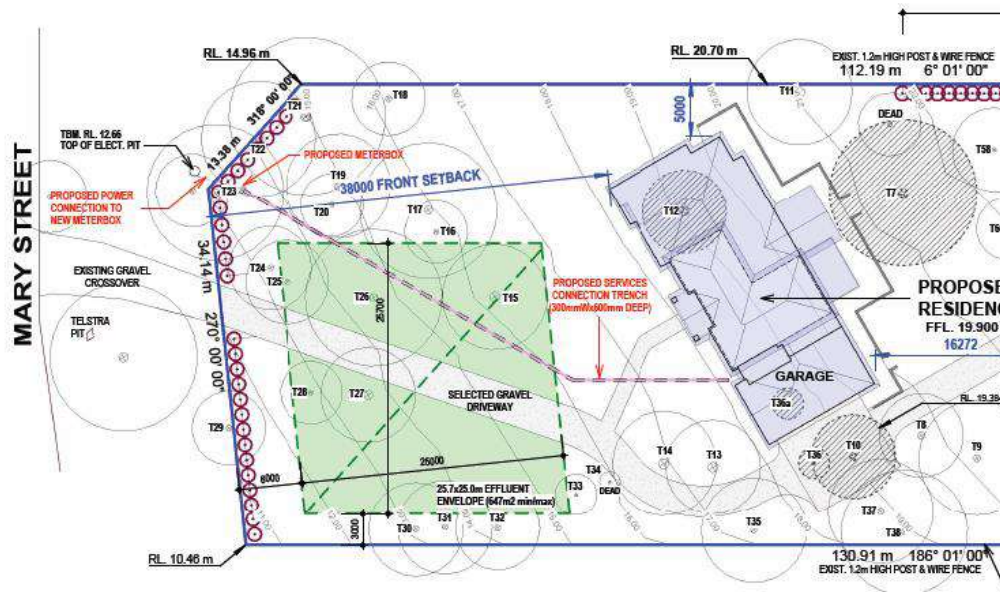 RL. 14.96 m
RL. 20.70 m
EXIST. 1.2m HIGH POST & WIRE FENCE
112.19 m 6° 01' 00"
318° 00' 00"
13.38 m
T21
T18
T11
5000
DEAD
TBM. RL. 12.66
TOP OF ELECT. PIT
T22
PROPOSED METERBOX
T58
MARY STREET
PROPOSED POWER
CONNECTION TO
NEW METERBOX
T23
T19
38000 FRONT SETBACK
T7
T20
T17
T12
T16
34.14 m
270° 00' 00"
EXISTING GRAVEL
CROSSOVER
T24
T25
T26
T15
25700
PROPOSED SERVICES
CONNECTION TRENCH
(300mmWx600mm DEEP)
PROPOSE
RESIDENC
FFL. 19.900
16272
TELSTRA
PIT
GARAGE
T28
T27
SELECTED GRAVEL
DRIVEWAY
T36a
RL. 19.384
T29
T8
T10
T9
25000
6000
T14
T13
T36
T34
DEAD
T33
25.7x25.0m EFFLUENT
ENVELOPE (647m2 min/max)
3000
T30
T31
T32
T35
T37
T38
RL. 10.46 m
130.91 m 186° 01' 00"
EXIST. 1.2m HIGH POST & WIRE FENCE